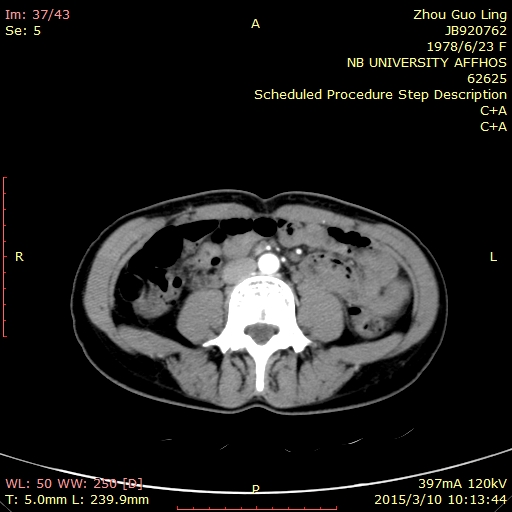 Im: 37/43
Se: 5
A
Zhou Guo Ling
JB920762
1978/6/23 F
NB UNIVERSITY AFFHOS
62625
Scheduled Procedure Step Description
C+A
C+A
R
L
WL: 50 WW: 250 [D]
T: 5.0mm L: 239.9mm
P
397mA 120kV
2015/3/10 10:13:44